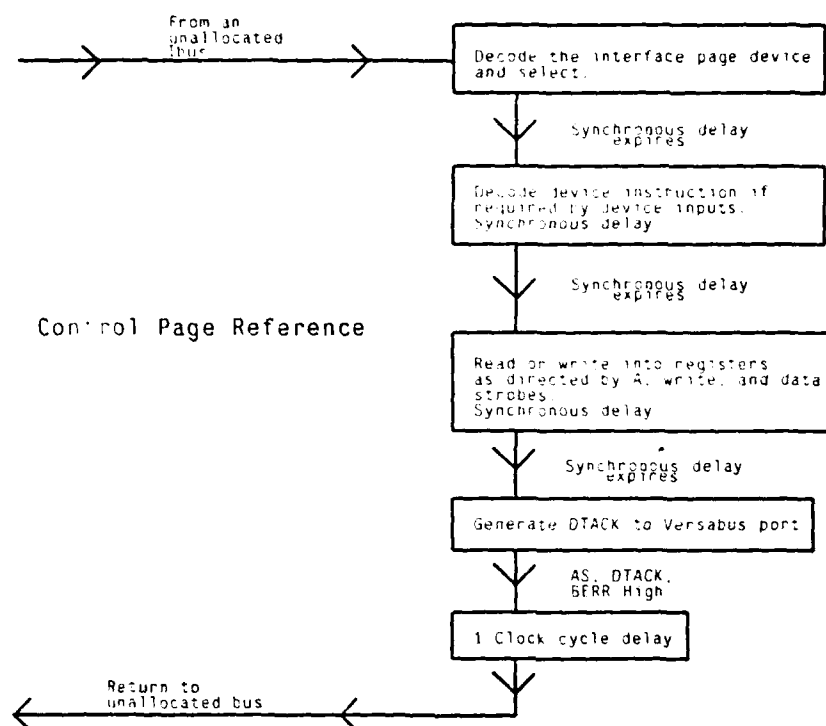 From an
unallocated
Ibus
Decode the interface page device
and select.
Synchronous delay
expires
Decode device instruction if
required by device inputs.
Synchronous delay
Synchronous delay
expires
Control Page Reference
Read or write into registers
as directed by A, write, and data
strobes.
Synchronous delay
Synchronous delay
expires
Generate DTACK to Versabus port
AS, DTACK,
BERR High
1 Clock cycle delay
Return to
unallocated bus